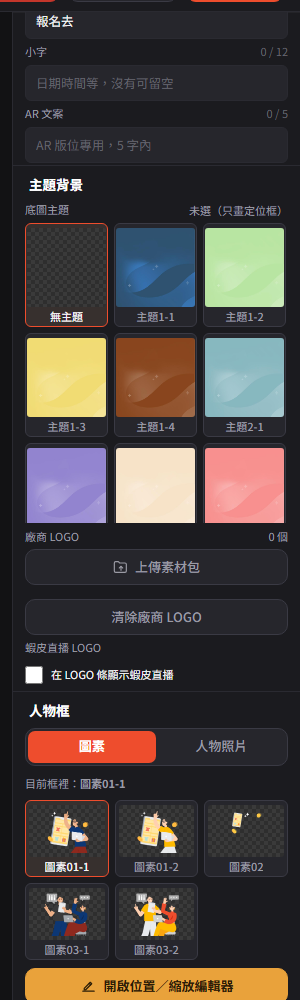 報名去
小字 0 / 12
日期時間等，沒有可留空
AR 文案 0 / 5
AR 版位專用，5 字內
主題背景
底圖主題 未選（只畫定位框）
無主題 主題1-1 主題1-2
主題1-3 主題1-4 主題2-1
廠商 LOGO 0 個
上傳素材包
清除廠商 LOGO
蝦皮直播 LOGO
在 LOGO 條顯示蝦皮直播
人物框
圖素 人物照片
目前框裡：圖素01-1
圖素01-1 圖素01-2 圖素02
圖素03-1 圖素03-2
開啟位置／縮放編輯器